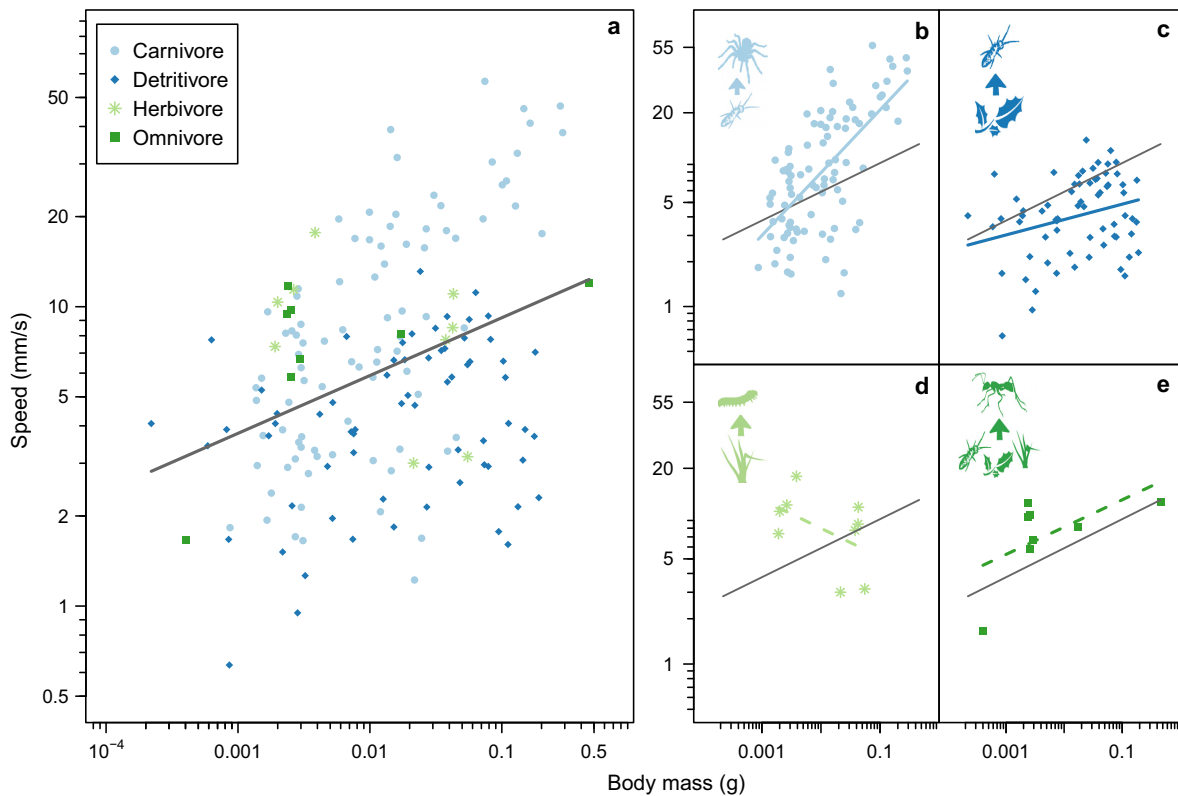 a
Carnivore
Detritivore
Herbivore
Omnivore
50
20
10
5
2
1
0.5
10⁻⁴
0.001
0.01
0.1
0.5
Speed (mm/s)
Body mass (g)
b
55
20
5
1
c
d
55
20
5
1
0.001
0.1
e
0.001
0.1